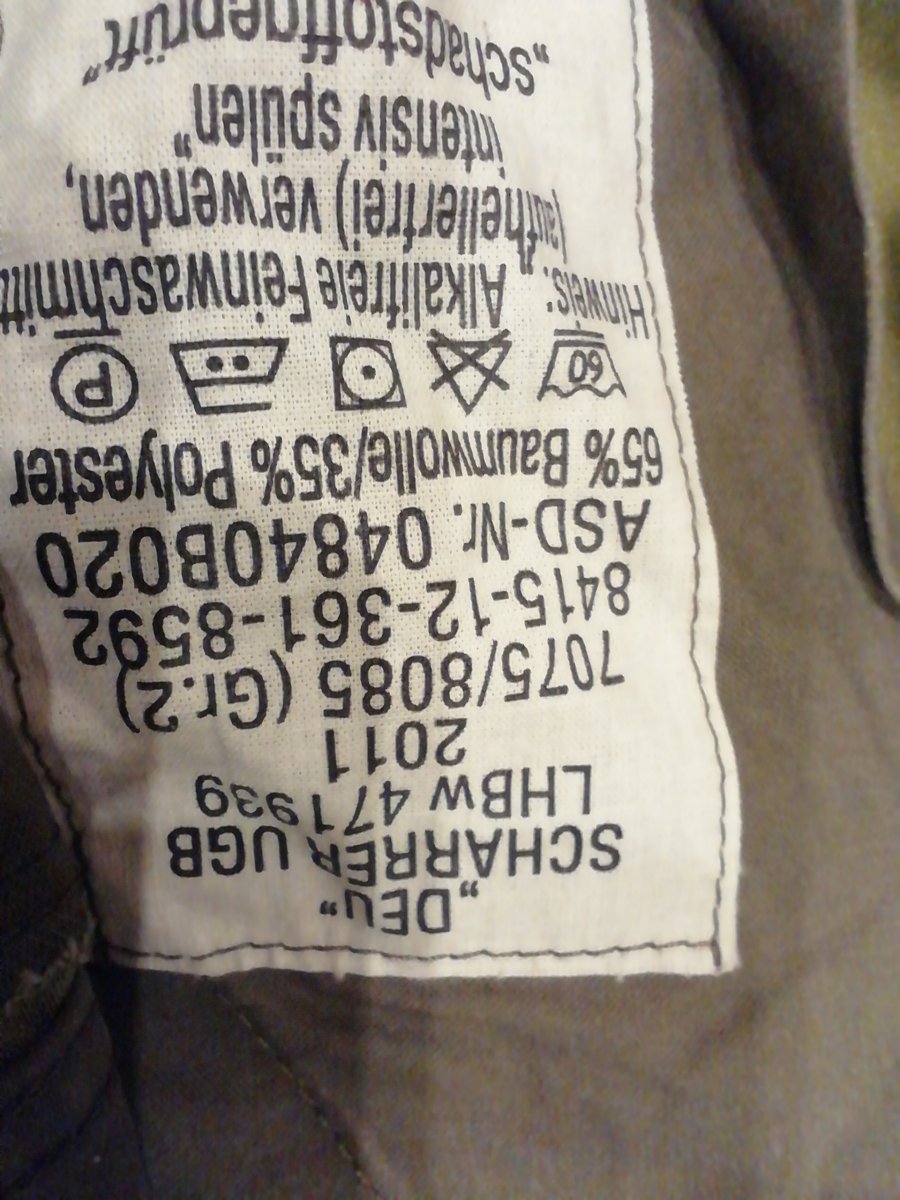 „DEU“
SCHARRER UGB
LHBw 471939
2011
7075/8085 (Gr.2)
8415-12-361-8592
ASD-Nr. 04840B020
65% Baumwolle/35% Polyester
60 P
Hinweis: „Alkalifreie Feinwaschmitt
(aufhellerfrei) verwenden,
intensiv spülen“
„schadstoffgeprüft“